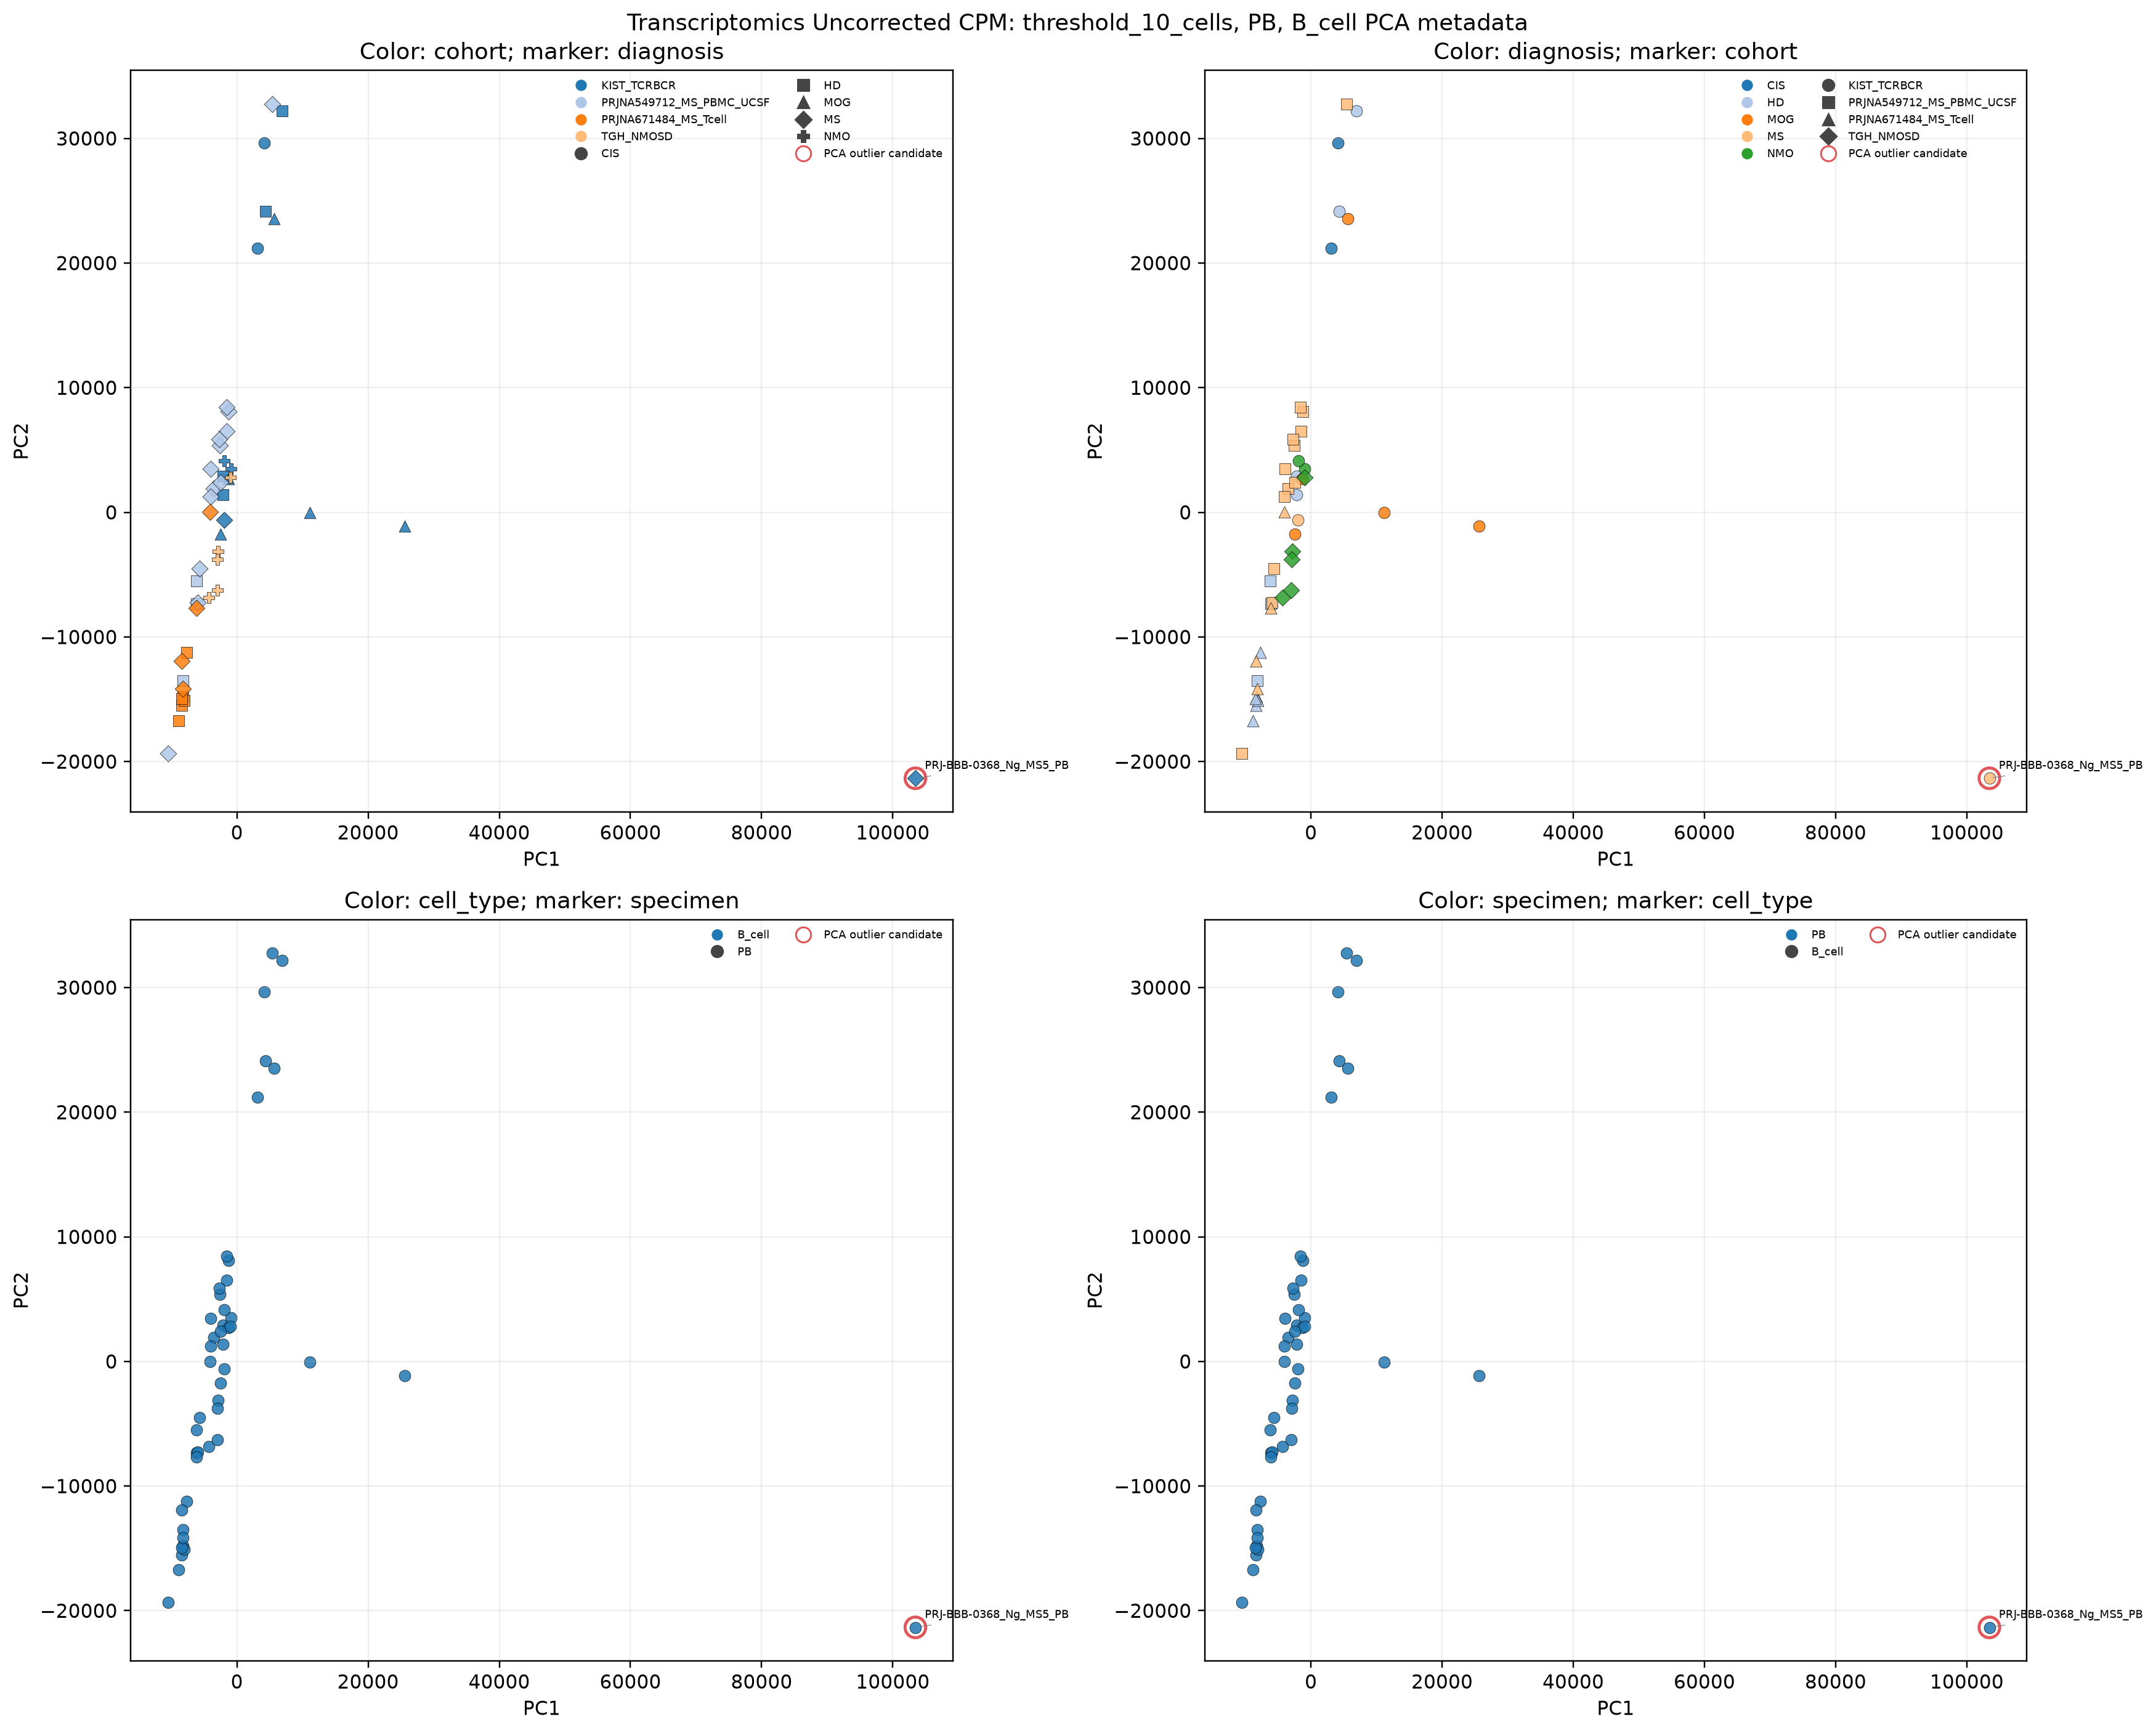 Transcriptomics Uncorrected CPM: threshold_10_cells, PB, B_cell PCA metadata
Color: cohort; marker: diagnosis
KIST_TCRBCR
PRJNA549712_MS_PBMC_UCSF
PRJNA671484_MS_Tcell
TGH_NMOSD
CIS
HD
MOG
MS
NMO
PCA outlier candidate
30000
20000
10000
0
−10000
−20000
PC2
PRJ-BBB-0368_Ng_MS5_PB
0
20000
40000
60000
80000
100000
PC1
Color: diagnosis; marker: cohort
CIS
HD
MOG
MS
NMO
KIST_TCRBCR
PRJNA549712_MS_PBMC_UCSF
PRJNA671484_MS_Tcell
TGH_NMOSD
PCA outlier candidate
30000
20000
10000
0
−10000
−20000
PC2
PRJ-BBB-0368_Ng_MS5_PB
0
20000
40000
60000
80000
100000
PC1
Color: cell_type; marker: specimen
B_cell
PB
PCA outlier candidate
30000
20000
10000
0
−10000
−20000
PC2
PRJ-BBB-0368_Ng_MS5_PB
0
20000
40000
60000
80000
100000
PC1
Color: specimen; marker: cell_type
PB
B_cell
PCA outlier candidate
30000
20000
10000
0
−10000
−20000
PC2
PRJ-BBB-0368_Ng_MS5_PB
0
20000
40000
60000
80000
100000
PC1